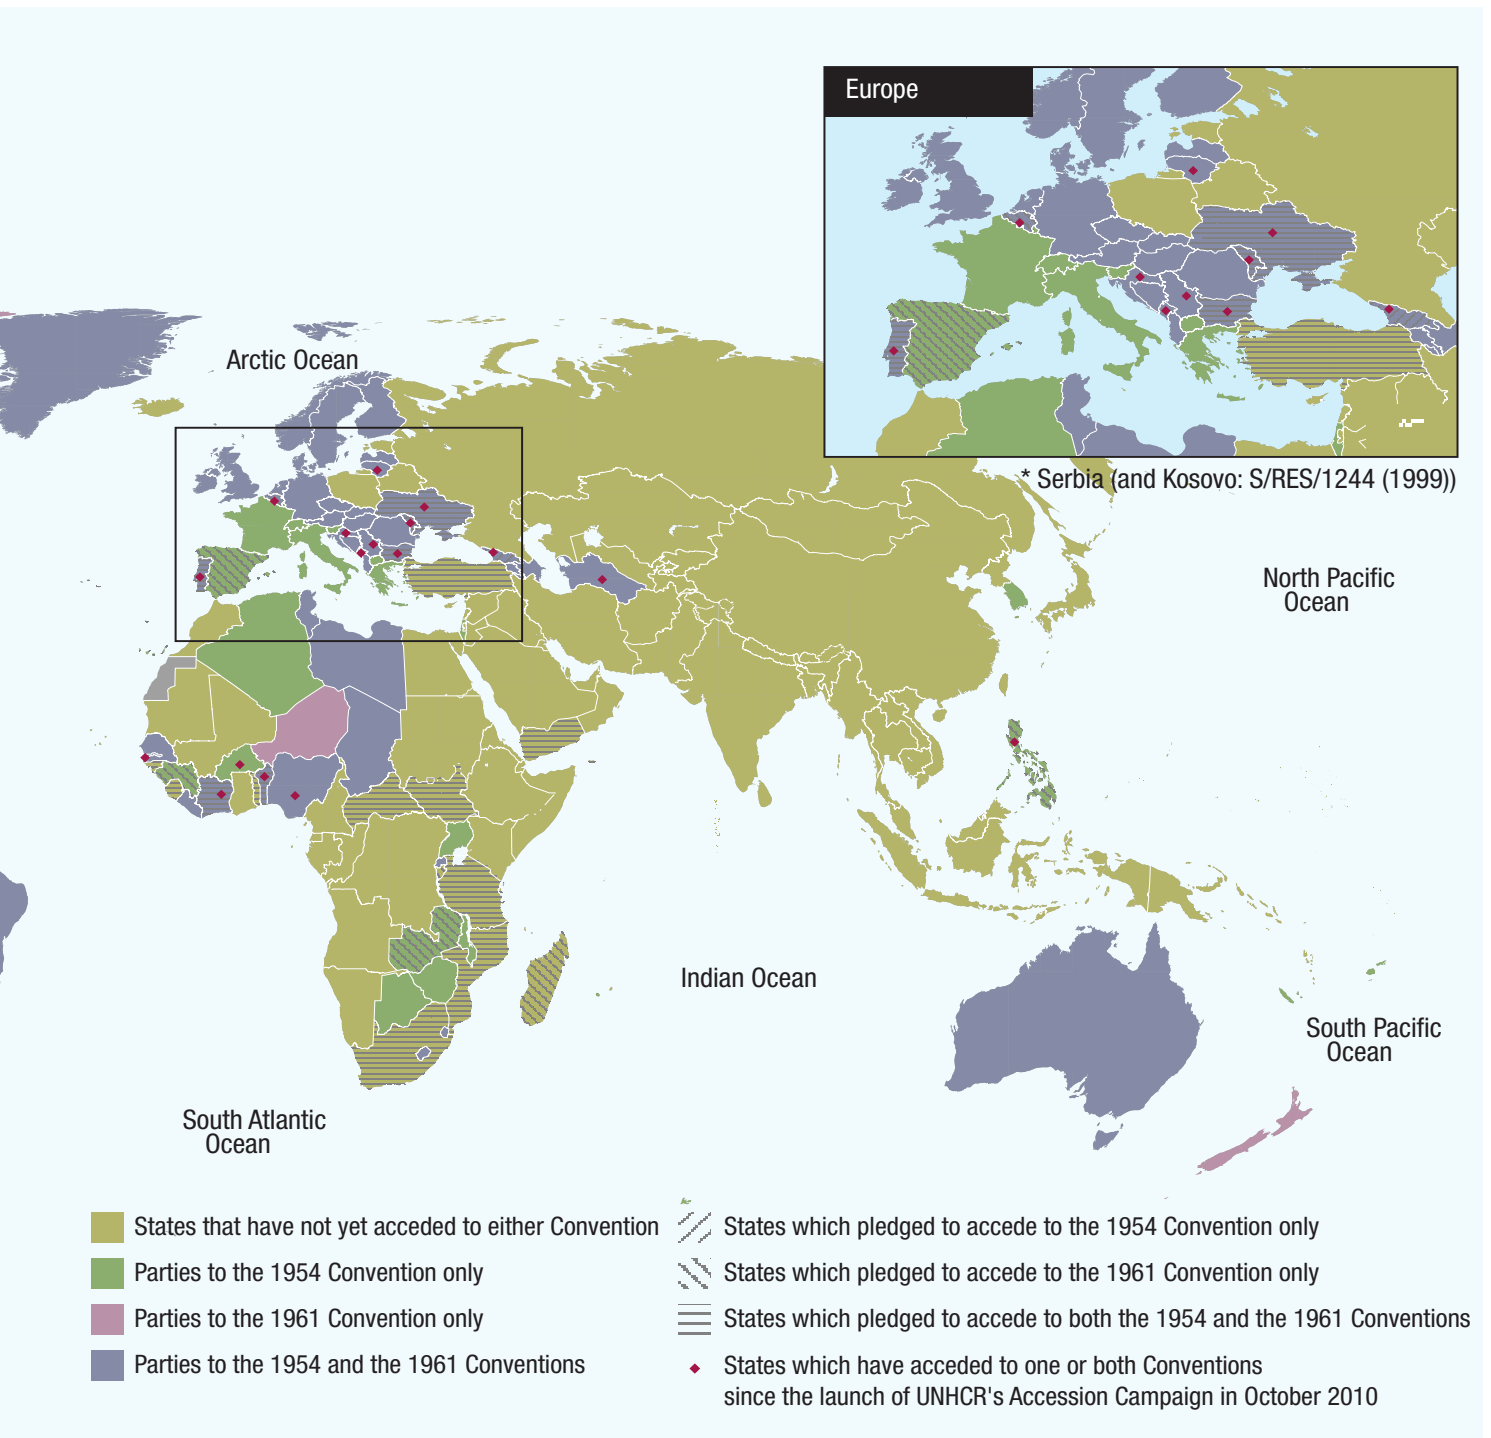 Europe
* Serbia (and Kosovo: S/RES/1244 (1999))
Arctic Ocean
North Pacific
Ocean
Indian Ocean
South Pacific
Ocean
South Atlantic
Ocean
States that have not yet acceded to either Convention
Parties to the 1954 Convention only
Parties to the 1961 Convention only
Parties to the 1954 and the 1961 Conventions
States which pledged to accede to the 1954 Convention only
States which pledged to accede to the 1961 Convention only
States which pledged to accede to both the 1954 and the 1961 Conventions
States which have acceded to one or both Conventions
since the launch of UNHCR's Accession Campaign in October 2010